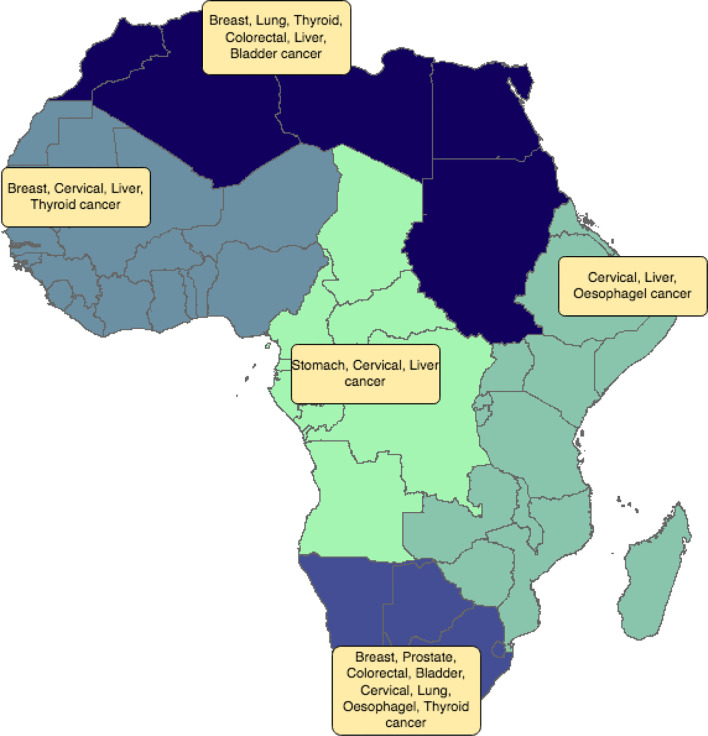 Breast, Lung, Thyroid,
Colorectal, Liver,
Bladder cancer
Breast, Cervical, Liver,
Thyroid cancer
Cervical, Liver,
Oesophagel cancer
Stomach, Cervical, Liver
cancer
Breast, Prostate,
Colorectal, Bladder,
Cervical, Lung,
Oesophagel, Thyroid
cancer